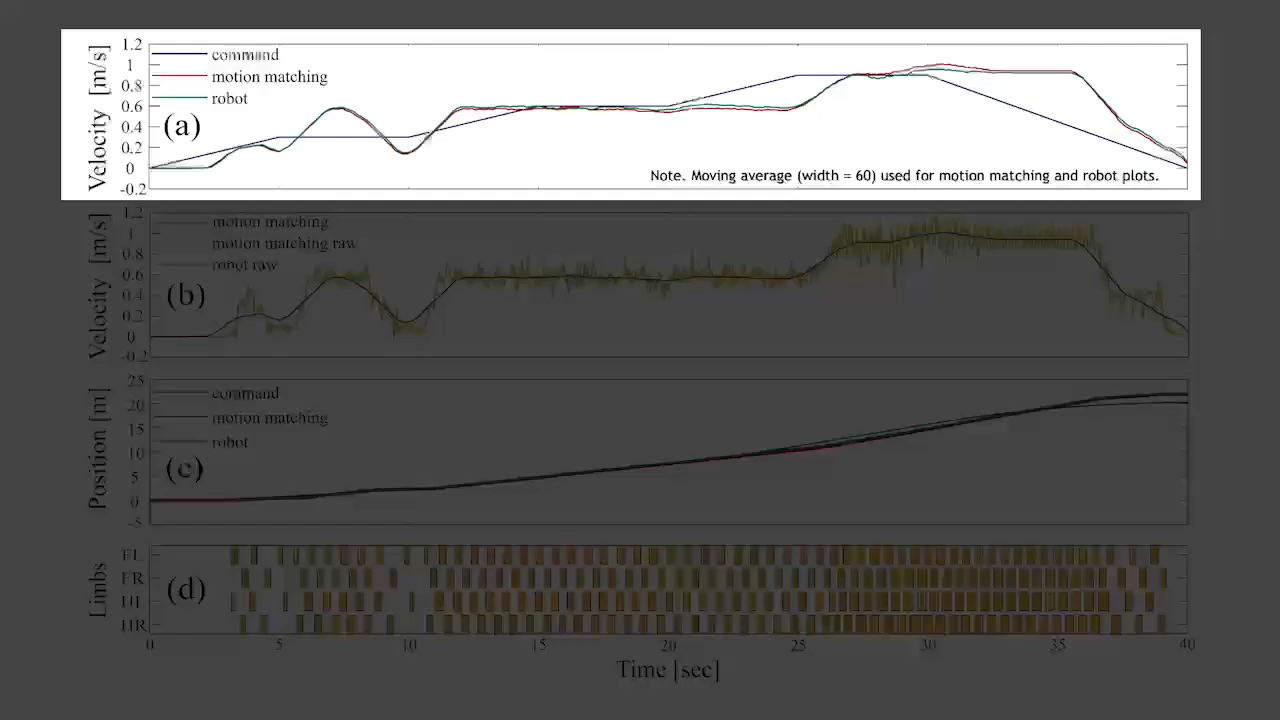 Velocity [m/s]
1.2
1
0.8
0.6
0.4
0.2
0
-0.2
command
motion matching
robot
(a)
Note. Moving average (width = 60) used for motion matching and robot plots.
Velocity [m/s]
1.2
0.8
0.6
0.4
0.2
0
-0.2
motion matching
motion matching raw
robot raw
(b)
Position [m]
25
20
15
10
5
0
-5
command
motion matching
robot
(c)
Limbs
FL
FR
HL
HR
(d)
0 5 10 15 20 25 30 35 40
Time [sec]